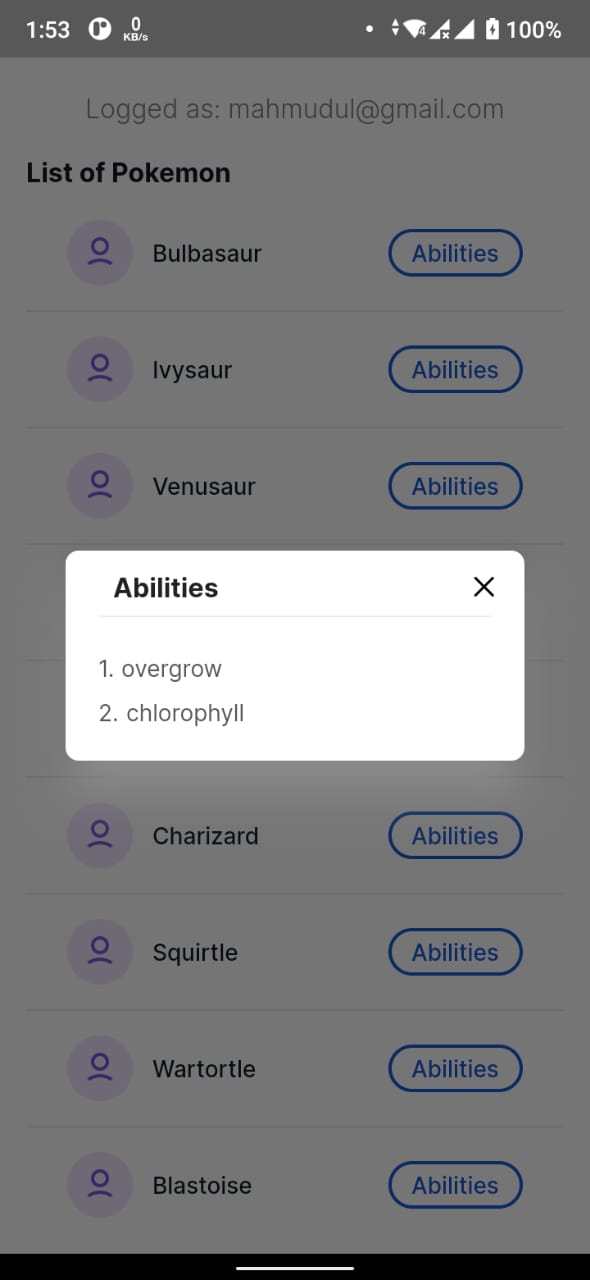 1:53 0 KB/s 4 100%
Logged as: mahmudul@gmail.com
List of Pokemon
Bulbasaur Abilities
Ivysaur Abilities
Venusaur Abilities
Abilities
1. overgrow
2. chlorophyll
Charizard Abilities
Squirtle Abilities
Wartortle Abilities
Blastoise Abilities